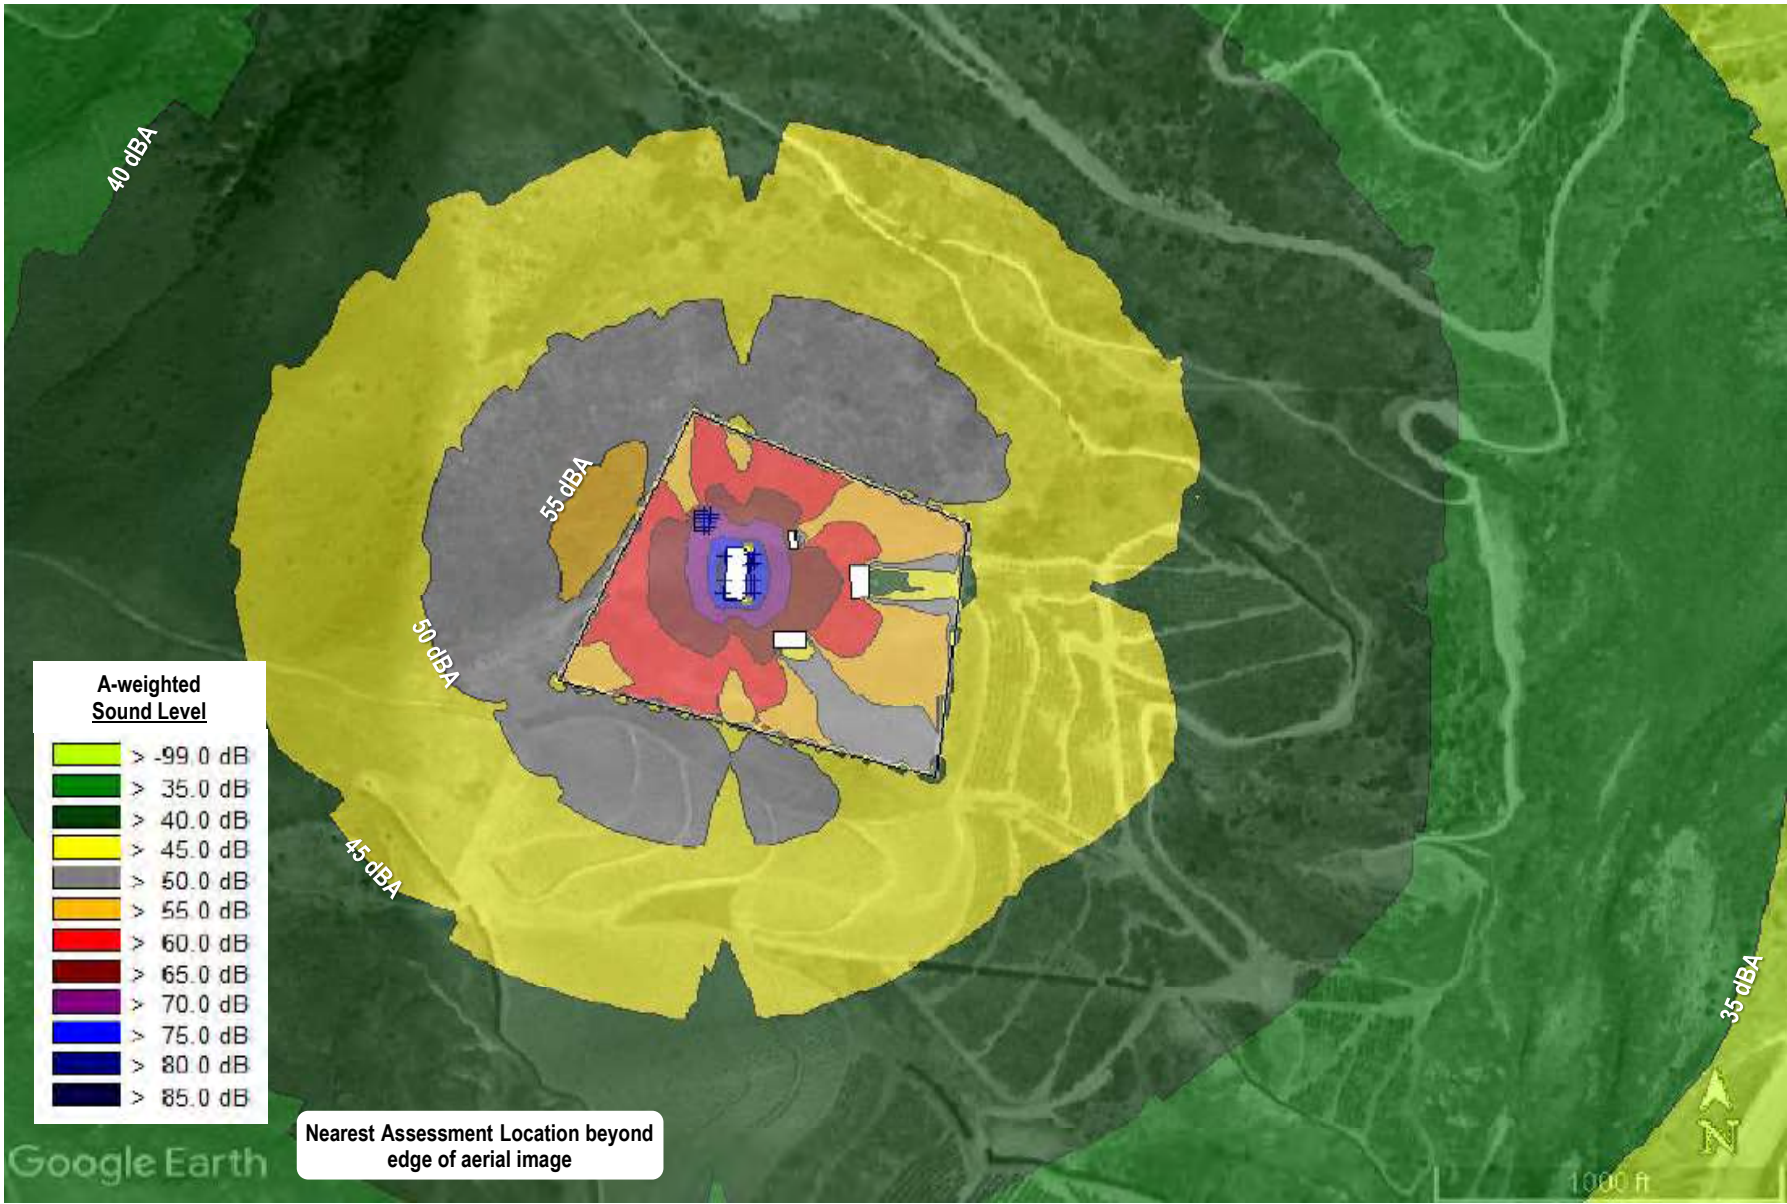 40 dBA
55 dBA
50 dBA
45 dBA
35 dBA
A-weighted
Sound Level
> -99.0 dB
> 35.0 dB
> 40.0 dB
> 45.0 dB
> 50.0 dB
> 55.0 dB
> 60.0 dB
> 65.0 dB
> 70.0 dB
> 75.0 dB
> 80.0 dB
> 85.0 dB
Nearest Assessment Location beyond
edge of aerial image
Google Earth
N
1000 ft